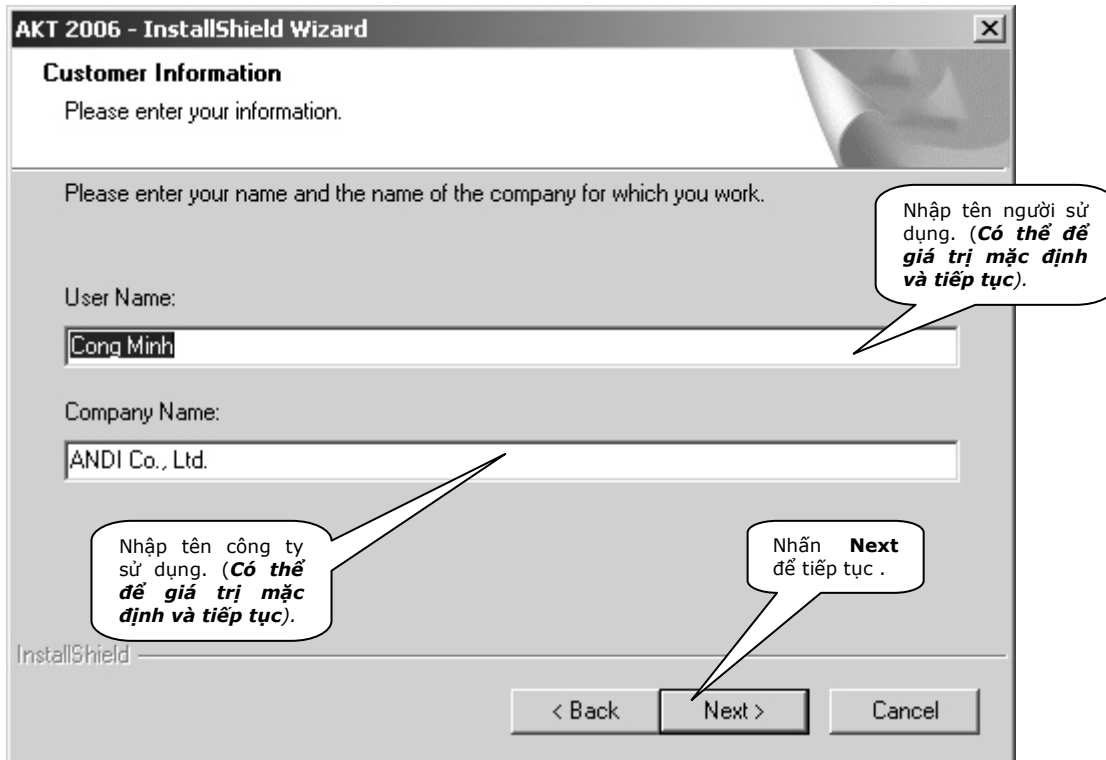 AKT 2006 - InstallShield Wizard
Customer Information
Please enter your information.
Please enter your name and the name of the company for which you work.
Nhập tên người sử
dụng. (Có thể để
giá trị mặc định
và tiếp tục).
User Name:
Cong Minh
Company Name:
ANDI Co., Ltd.
Nhập tên công ty
sử dụng. (Có thể
để giá trị mặc
định và tiếp tục).
Nhấn Next
để tiếp tục .
InstallShield
< Back
Next >
Cancel